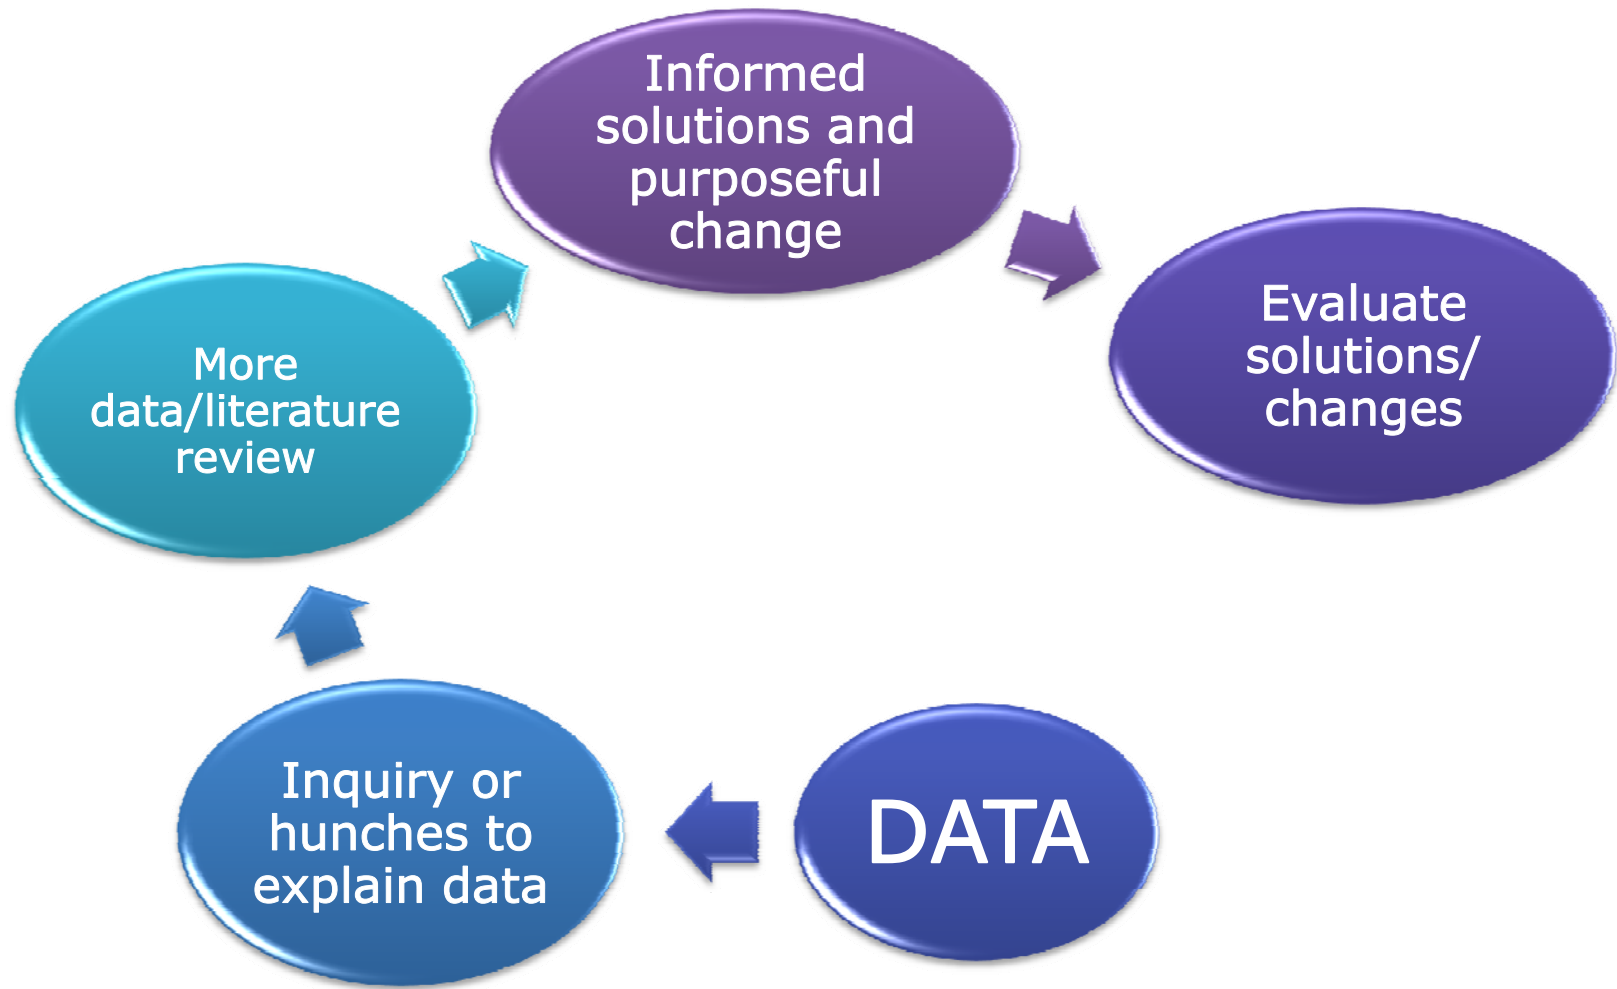 Informed
solutions and
purposeful
change
Evaluate
solutions/
changes
More
data/literature
review
Inquiry or
hunches to
explain data
DATA